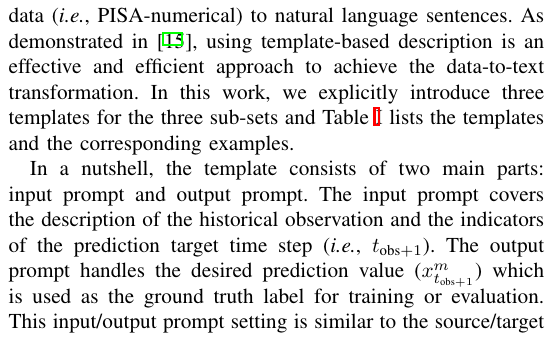 data (i.e., PISA-numerical) to natural language sentences. As
demonstrated in [15], using template-based description is an
effective and efficient approach to achieve the data-to-text
transformation. In this work, we explicitly introduce three
templates for the three sub-sets and Table I lists the templates
and the corresponding examples.
In a nutshell, the template consists of two main parts:
input prompt and output prompt. The input prompt covers
the description of the historical observation and the indicators
of the prediction target time step (i.e., t_{obs+1}). The output
prompt handles the desired prediction value (x^m_{t_{obs+1}}) which
is used as the ground truth label for training or evaluation.
This input/output prompt setting is similar to the source/target